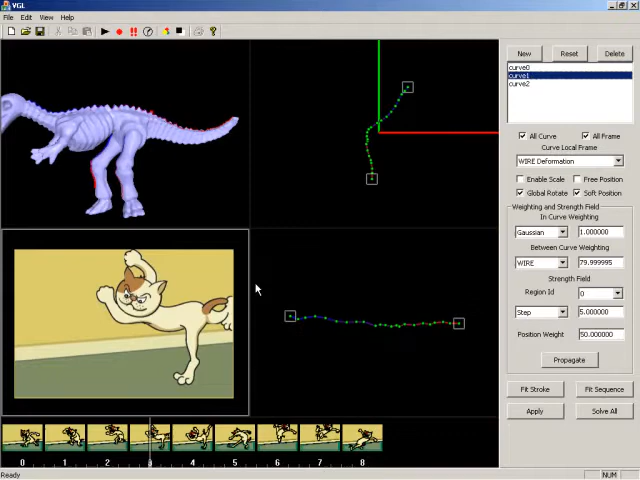 VGL
File Edit View Help
New Reset Delete
curve0
curve1
curve2
All Curve All Frame
Curve Local Frame
WIRE Deformation
Enable Scale Free Position
Global Rotate Soft Position
Weighting and Strength Field
In Curve Weighting
Gaussian 1.000000
Between Curve Weighting
WIRE 79.999995
Strength Field
Region Id 0
Step 5.000000
Position Weight 50.000000
Propagate
Fit Stroke Fit Sequence
Apply Solve All
0 1 2 3 4 5 6 7 8
Ready NUM